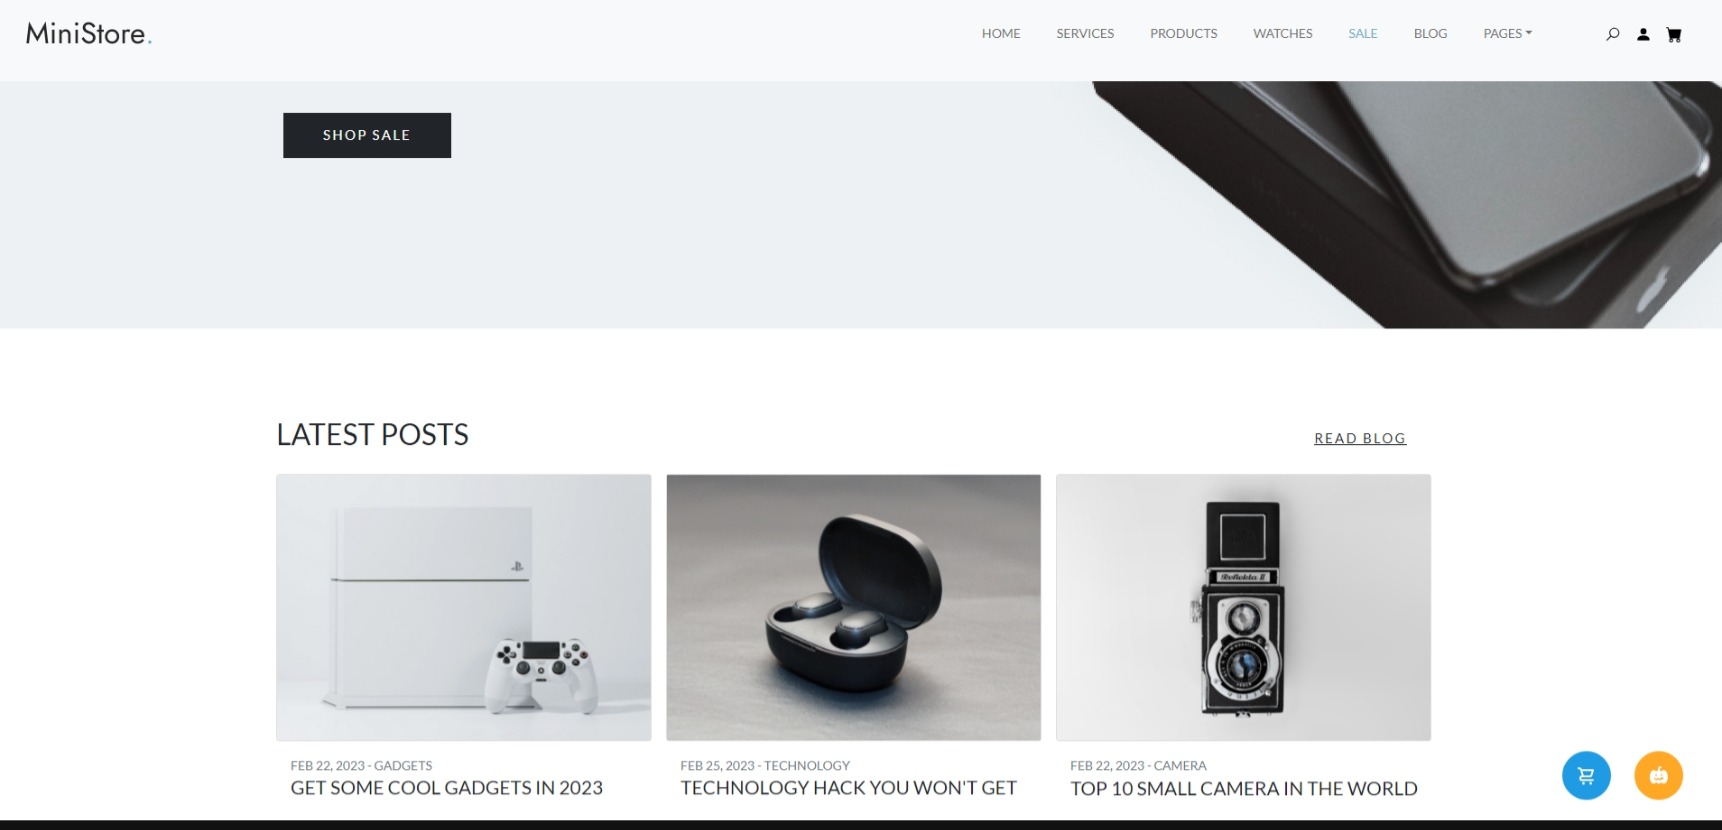 MiniStore.
HOME SERVICES PRODUCTS WATCHES SALE BLOG PAGES
SHOP SALE
LATEST POSTS
READ BLOG
Reflekta II
FEB 22, 2023 - GADGETS
GET SOME COOL GADGETS IN 2023
FEB 25, 2023 - TECHNOLOGY
TECHNOLOGY HACK YOU WON'T GET
FEB 22, 2023 - CAMERA
TOP 10 SMALL CAMERA IN THE WORLD